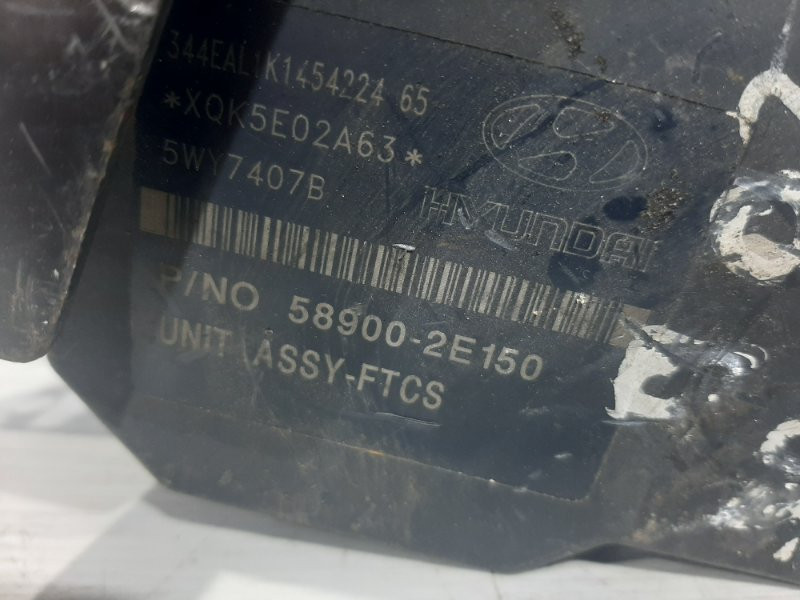 344EAL1K1454224 65
*XQK5E02A63*
5WY7407B
HYUNDAI
P/NO 58900-2E150
UNIT ASSY-FTCS